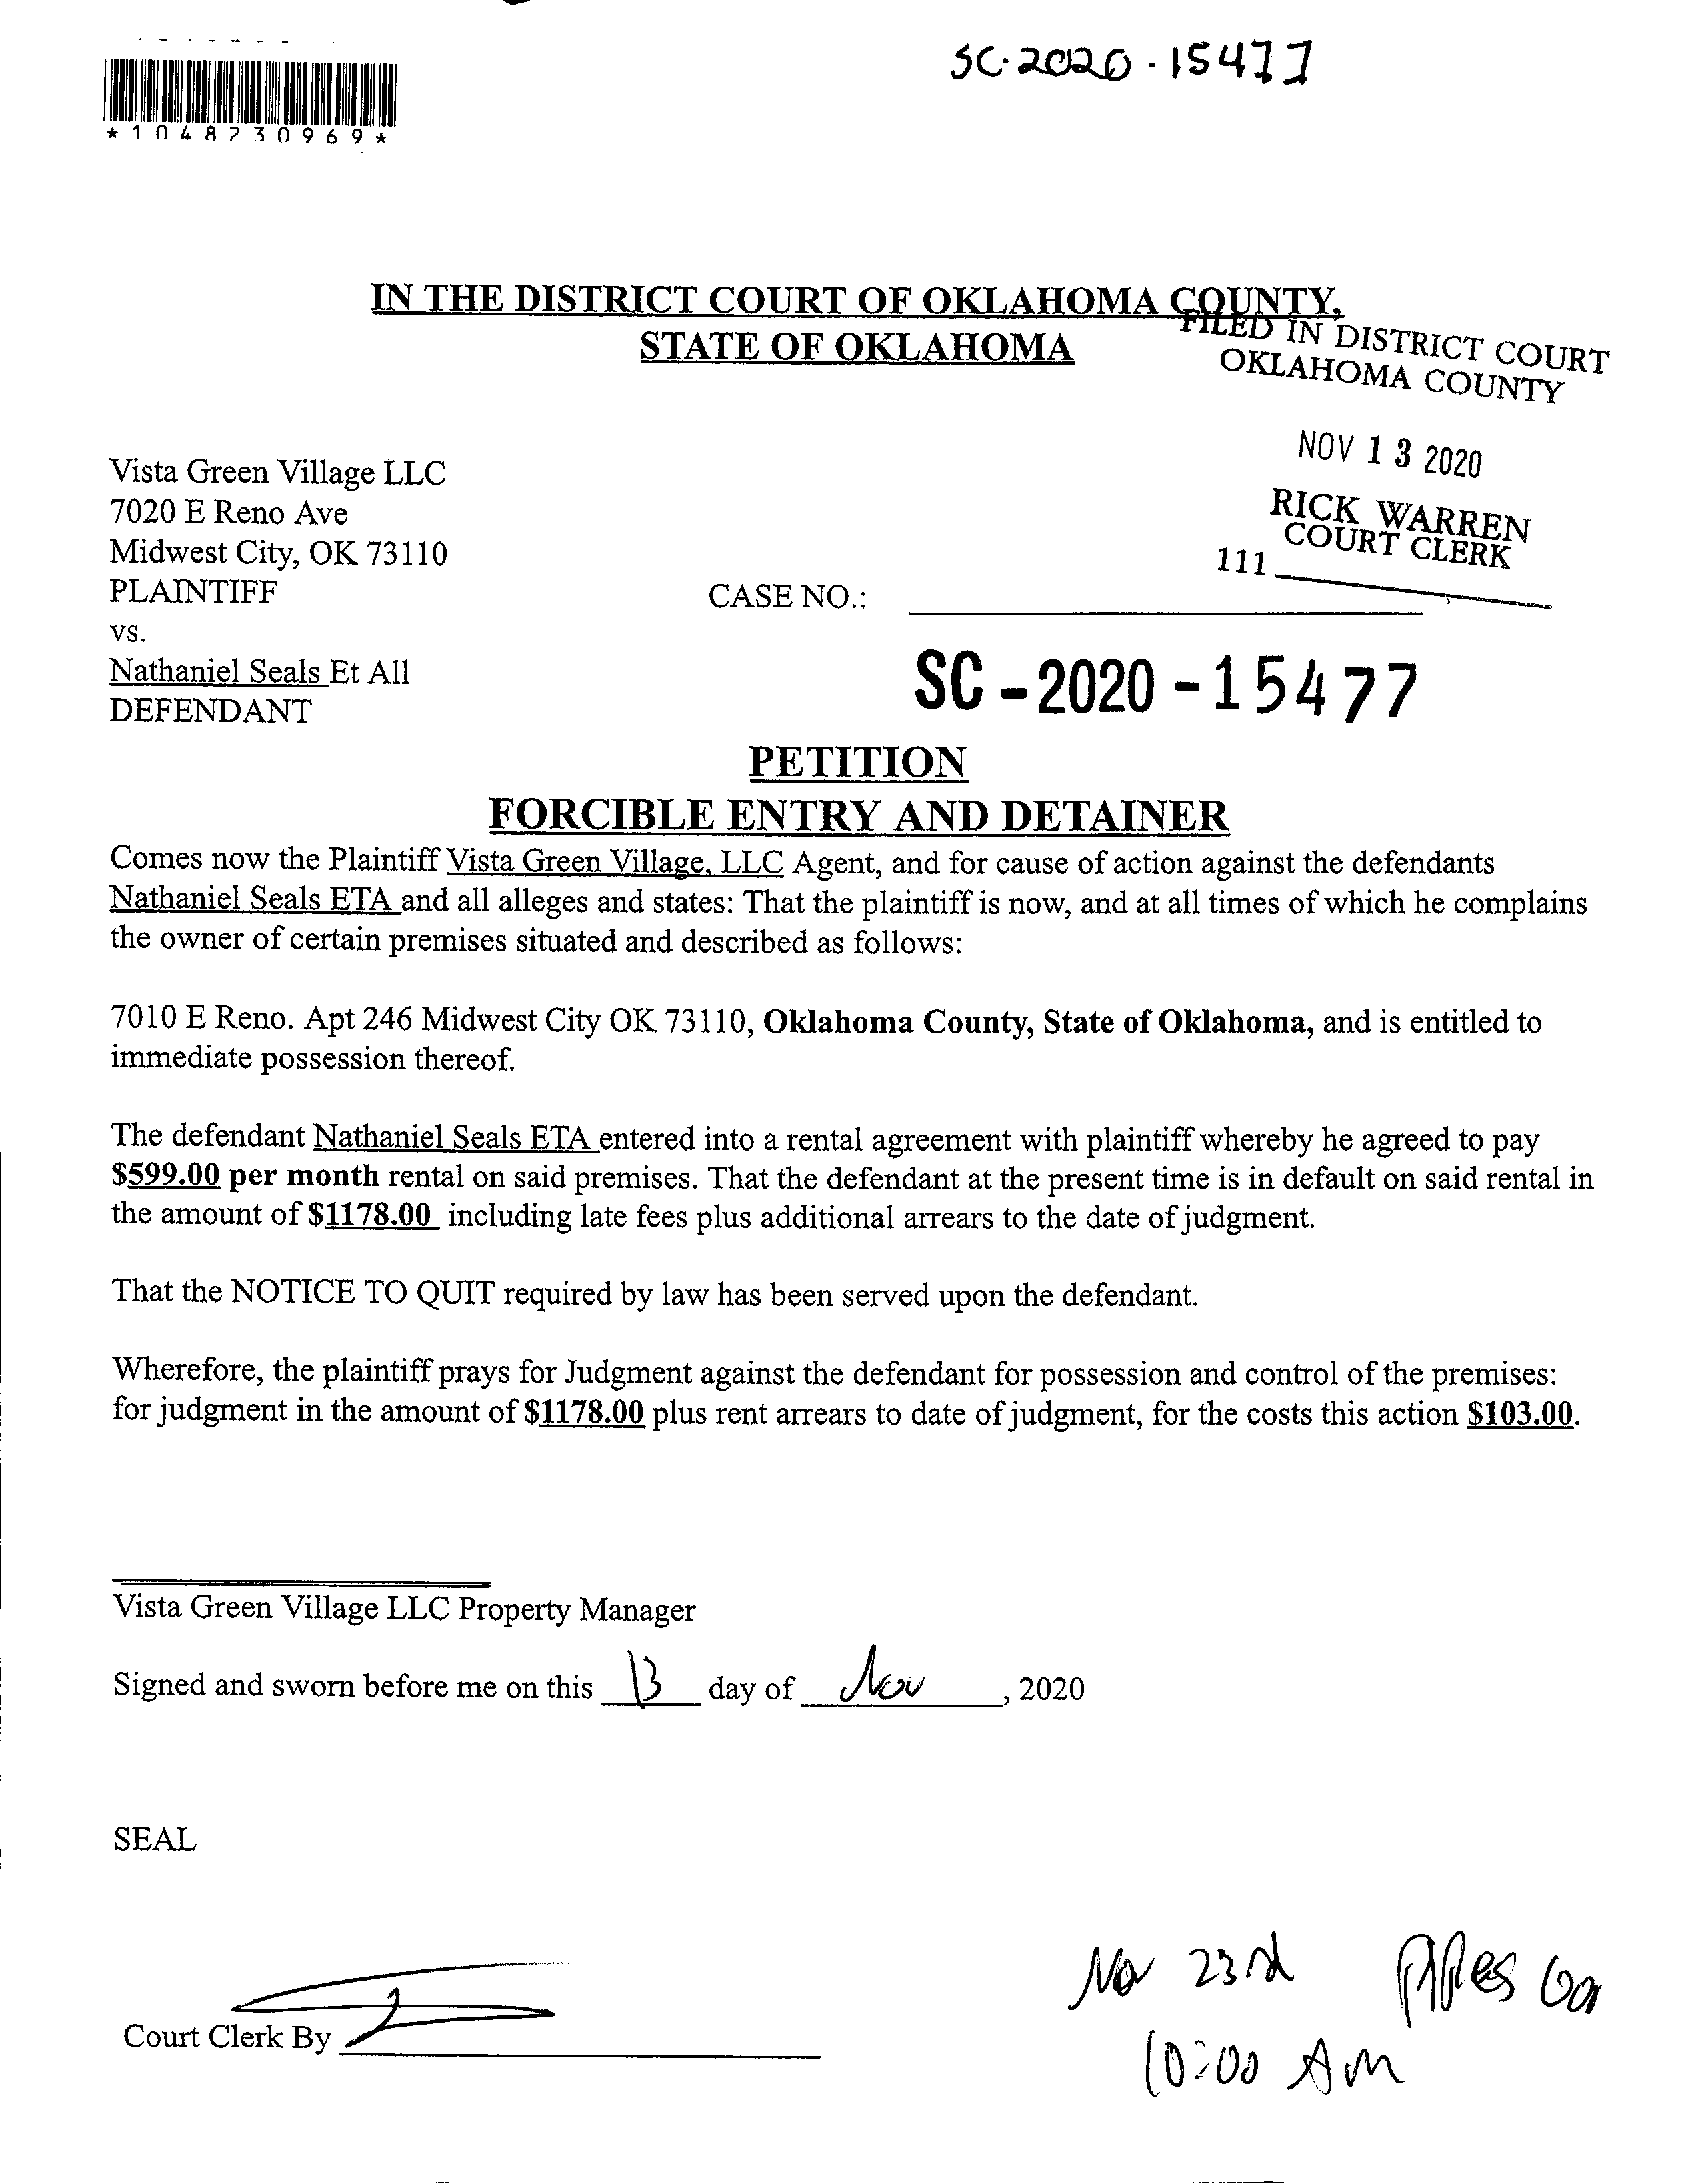 SC-2020-15477
*1048730969*
IN THE DISTRICT COURT OF OKLAHOMA COUNTY,
STATE OF OKLAHOMA
FILED IN DISTRICT COURT
OKLAHOMA COUNTY
NOV 13 2020
RICK WARREN
COURT CLERK
111
Vista Green Village LLC
7020 E Reno Ave
Midwest City, OK 73110
PLAINTIFF
CASE NO.:
vs.
Nathaniel Seals Et All
DEFENDANT
SC-2020-15477
PETITION
FORCIBLE ENTRY AND DETAINER
Comes now the Plaintiff Vista Green Village, LLC Agent, and for cause of action against the defendants
Nathaniel Seals ETA and all alleges and states: That the plaintiff is now, and at all times of which he complains
the owner of certain premises situated and described as follows:
7010 E Reno. Apt 246 Midwest City OK 73110, Oklahoma County, State of Oklahoma, and is entitled to
immediate possession thereof.
The defendant Nathaniel Seals ETA entered into a rental agreement with plaintiff whereby he agreed to pay
$599.00 per month rental on said premises. That the defendant at the present time is in default on said rental in
the amount of $1178.00 including late fees plus additional arrears to the date of judgment.
That the NOTICE TO QUIT required by law has been served upon the defendant.
Wherefore, the plaintiff prays for Judgment against the defendant for possession and control of the premises:
for judgment in the amount of $1178.00 plus rent arrears to date of judgment, for the costs this action $103.00.
Vista Green Village LLC Property Manager
Signed and sworn before me on this 13 day of Nov, 2020
SEAL
Nov 23rd
10:00 AM
Court Clerk By